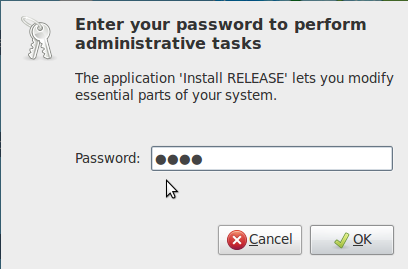 Enter your password to perform
administrative tasks
The application 'Install RELEASE' lets you modify
essential parts of your system.
Password: ●●●●
Cancel OK